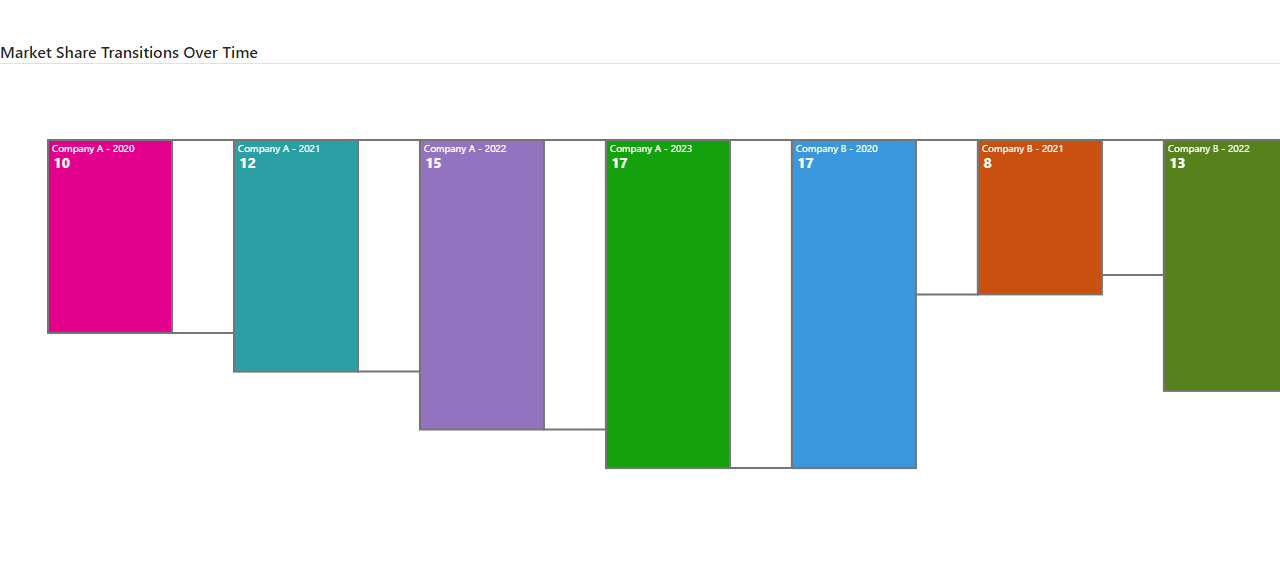 Market Share Transitions Over Time
Company A - 2020
10
Company A - 2021
12
Company A - 2022
15
Company A - 2023
17
Company B - 2020
17
Company B - 2021
8
Company B - 2022
13